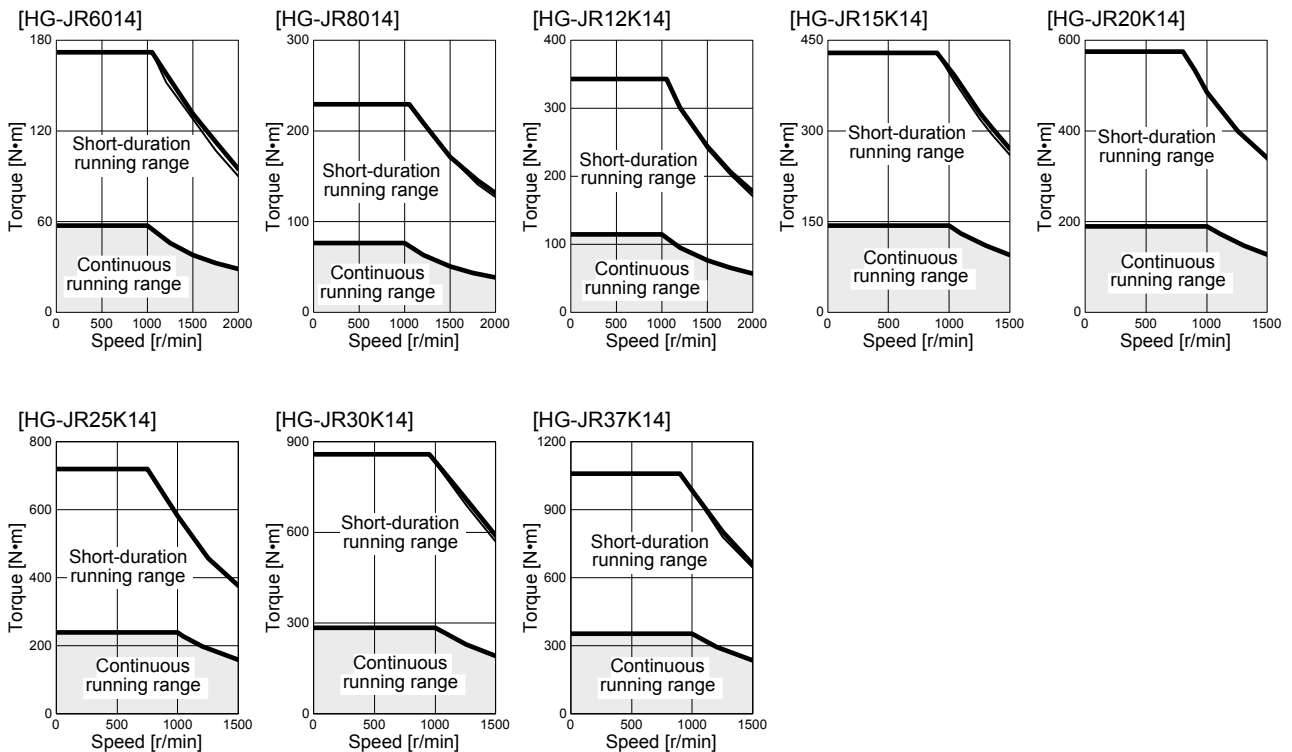 [HG-JR6014]
Torque [N•m]
180
120
60
0
Short-duration
running range
Continuous
running range
0 500 1000 1500 2000
Speed [r/min]
[HG-JR8014]
Torque [N•m]
300
200
100
0
Short-duration
running range
Continuous
running range
0 500 1000 1500 2000
Speed [r/min]
[HG-JR12K14]
Torque [N•m]
400
300
200
100
0
Short-duration
running range
Continuous
running range
0 500 1000 1500 2000
Speed [r/min]
[HG-JR15K14]
Torque [N•m]
450
300
150
0
Short-duration
running range
Continuous
running range
0 500 1000 1500
Speed [r/min]
[HG-JR20K14]
Torque [N•m]
600
400
200
0
Short-duration
running range
Continuous
running range
0 500 1000 1500
Speed [r/min]
[HG-JR25K14]
Torque [N•m]
800
600
400
200
0
Short-duration
running range
Continuous
running range
0 500 1000 1500
Speed [r/min]
[HG-JR30K14]
Torque [N•m]
900
600
300
0
Short-duration
running range
Continuous
running range
0 500 1000 1500
Speed [r/min]
[HG-JR37K14]
Torque [N•m]
1200
900
600
300
0
Short-duration
running range
Continuous
running range
0 500 1000 1500
Speed [r/min]